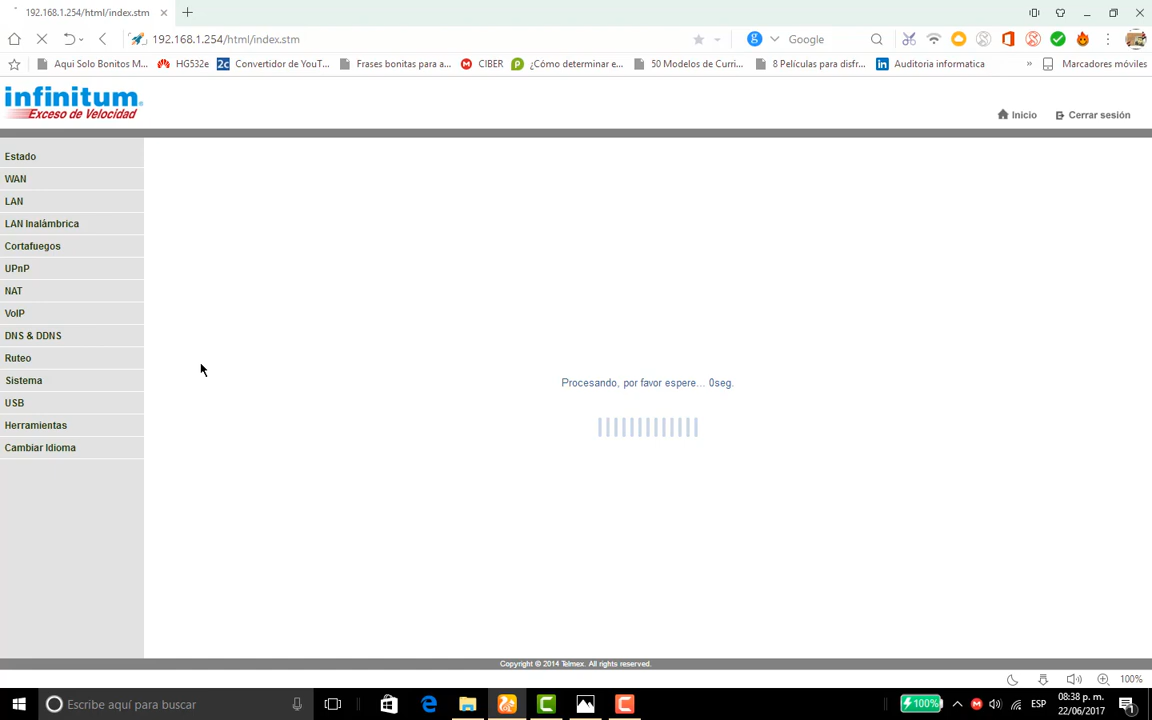 192.168.1.254/html/index.stm
192.168.1.254/html/index.stm
Google
Aqui Solo Bonitos M...
HG532e
Convertidor de YouT...
Frases bonitas para a...
CIBER
¿Cómo determinar e...
50 Modelos de Curri...
8 Películas para disfr...
Auditoria informatica
»
Marcadores móviles
infinitum.
Exceso de Velocidad
Inicio
Cerrar sesión
Estado
WAN
LAN
LAN Inalámbrica
Cortafuegos
UPnP
NAT
VoIP
DNS & DDNS
Ruteo
Sistema
USB
Herramientas
Cambiar Idioma
Procesando, por favor espere... 0seg.
Copyright © 2014 Telmex. All rights reserved.
100%
Escribe aquí para buscar
100%
ESP
08:38 p. m.
22/06/2017
1